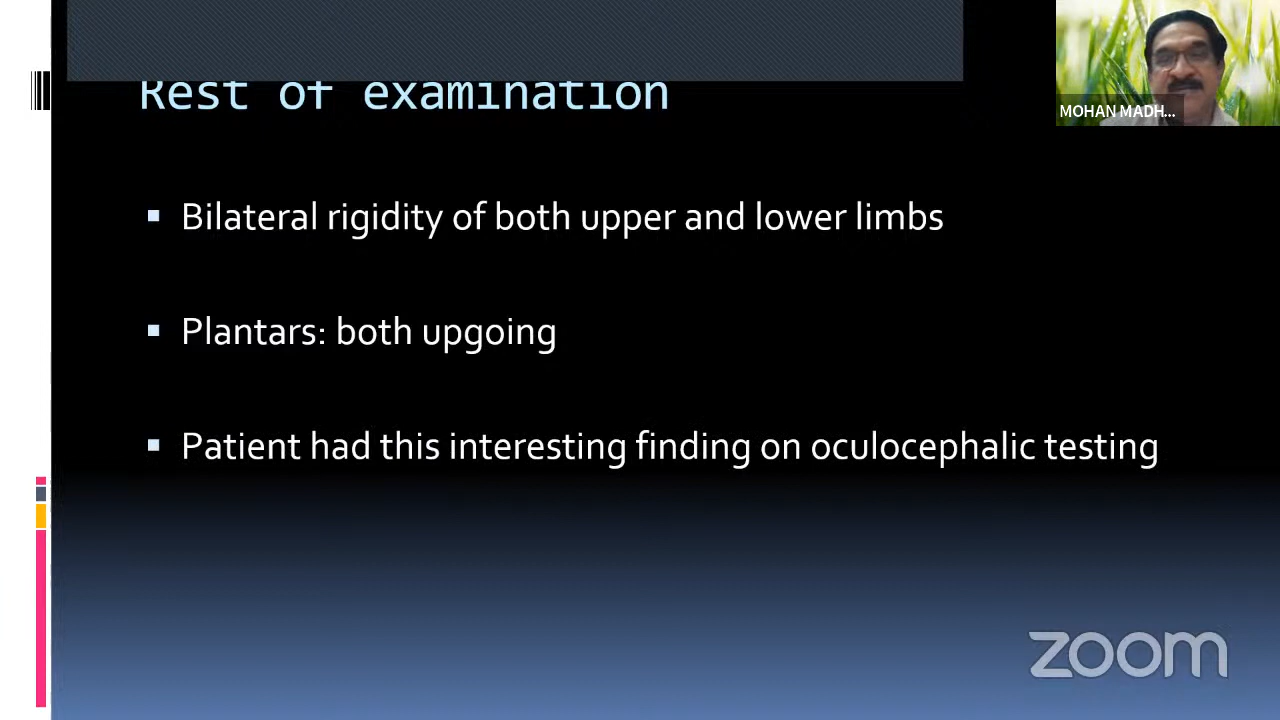 Rest of examination
MOHAN MADH...
Bilateral rigidity of both upper and lower limbs
Plantars: both upgoing
Patient had this interesting finding on oculocephalic testing
zoom